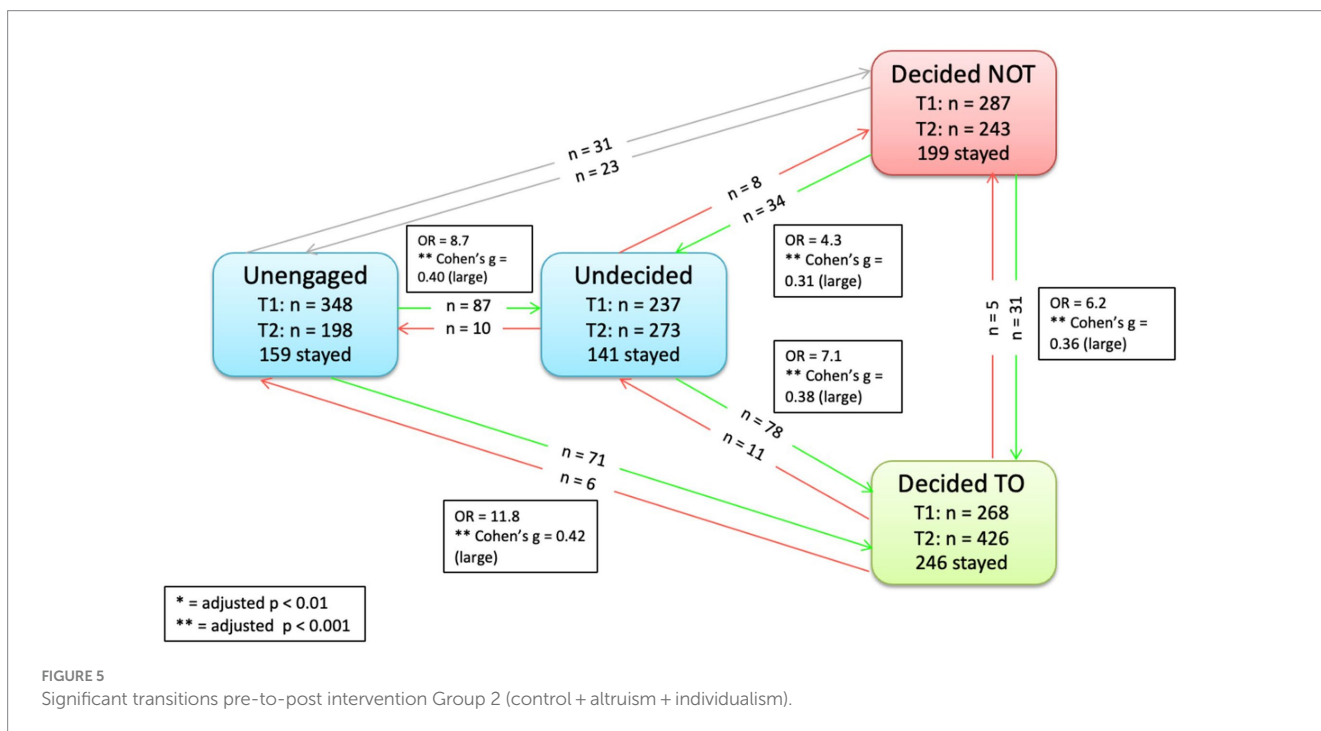 Decided NOT
T1: n = 287
T2: n = 243
199 stayed
n = 31
n = 23
n = 8
n = 34
OR = 8.7
** Cohen's g =
0.40 (large)
OR = 4.3
** Cohen's g =
0.31 (large)
Unengaged
T1: n = 348
T2: n = 198
159 stayed
n = 87
n = 10
Undecided
T1: n = 237
T2: n = 273
141 stayed
n = 5
n = 31
OR = 6.2
** Cohen's g =
0.36 (large)
OR = 7.1
** Cohen's g =
0.38 (large)
n = 78
n = 11
n = 71
n = 6
Decided TO
T1: n = 268
T2: n = 426
246 stayed
OR = 11.8
** Cohen's g = 0.42
(large)
* = adjusted p < 0.01
** = adjusted  p < 0.001
FIGURE 5
Significant transitions pre-to-post intervention Group 2 (control + altruism + individualism).